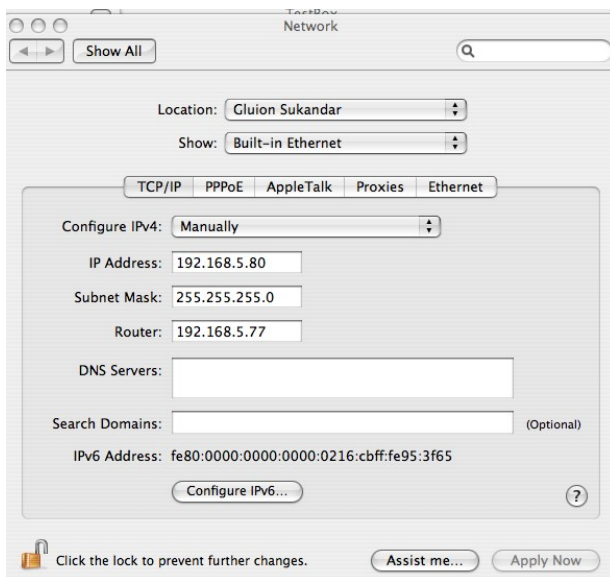 TestBox
Network
Show All
Location: Gluion Sukandar
Show: Built-in Ethernet
TCP/IP PPPoE AppleTalk Proxies Ethernet
Configure IPv4: Manually
IP Address: 192.168.5.80
Subnet Mask: 255.255.255.0
Router: 192.168.5.77
DNS Servers:
Search Domains: (Optional)
IPv6 Address: fe80:0000:0000:0000:0216:cbff:fe95:3f65
Configure IPv6...
?
Click the lock to prevent further changes. Assist me... Apply Now